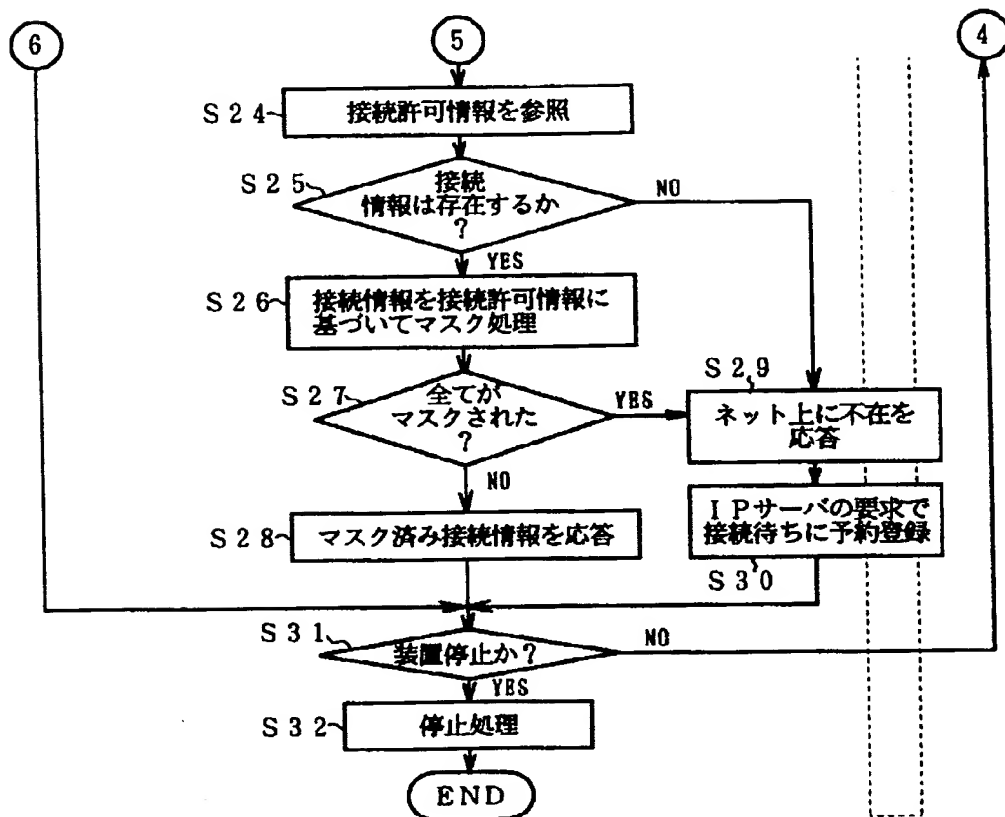 6
5
4
S24
接続許可情報を参照
S25
接続
情報は存在するか
?
NO
YES
S26
接続情報を接続許可情報に
基づいてマスク処理
S27
全てが
マスクされた
?
YES
NO
S29
ネット上に不在を
応答
S28
マスク済み接続情報を応答
IPサーバの要求で
接続待ちに予約登録
S30
S31
装置停止か?
NO
YES
S32
停止処理
END